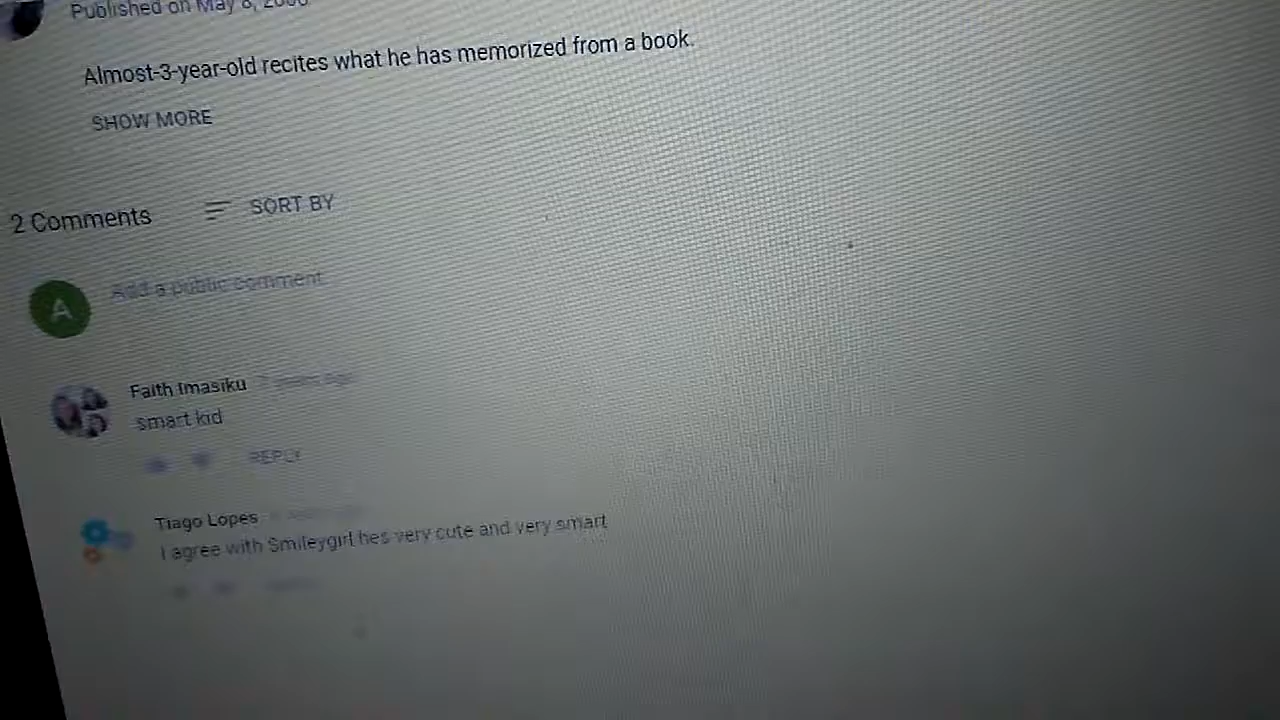 Published on May 8,
Almost-3-year-old recites what he has memorized from a book.
SHOW MORE
2 Comments SORT BY
A Add a public comment
Faith Imasiku years ago
smart kid
REPLY
Tiago Lopes
I agree with Smileygirl hes very cute and very smart